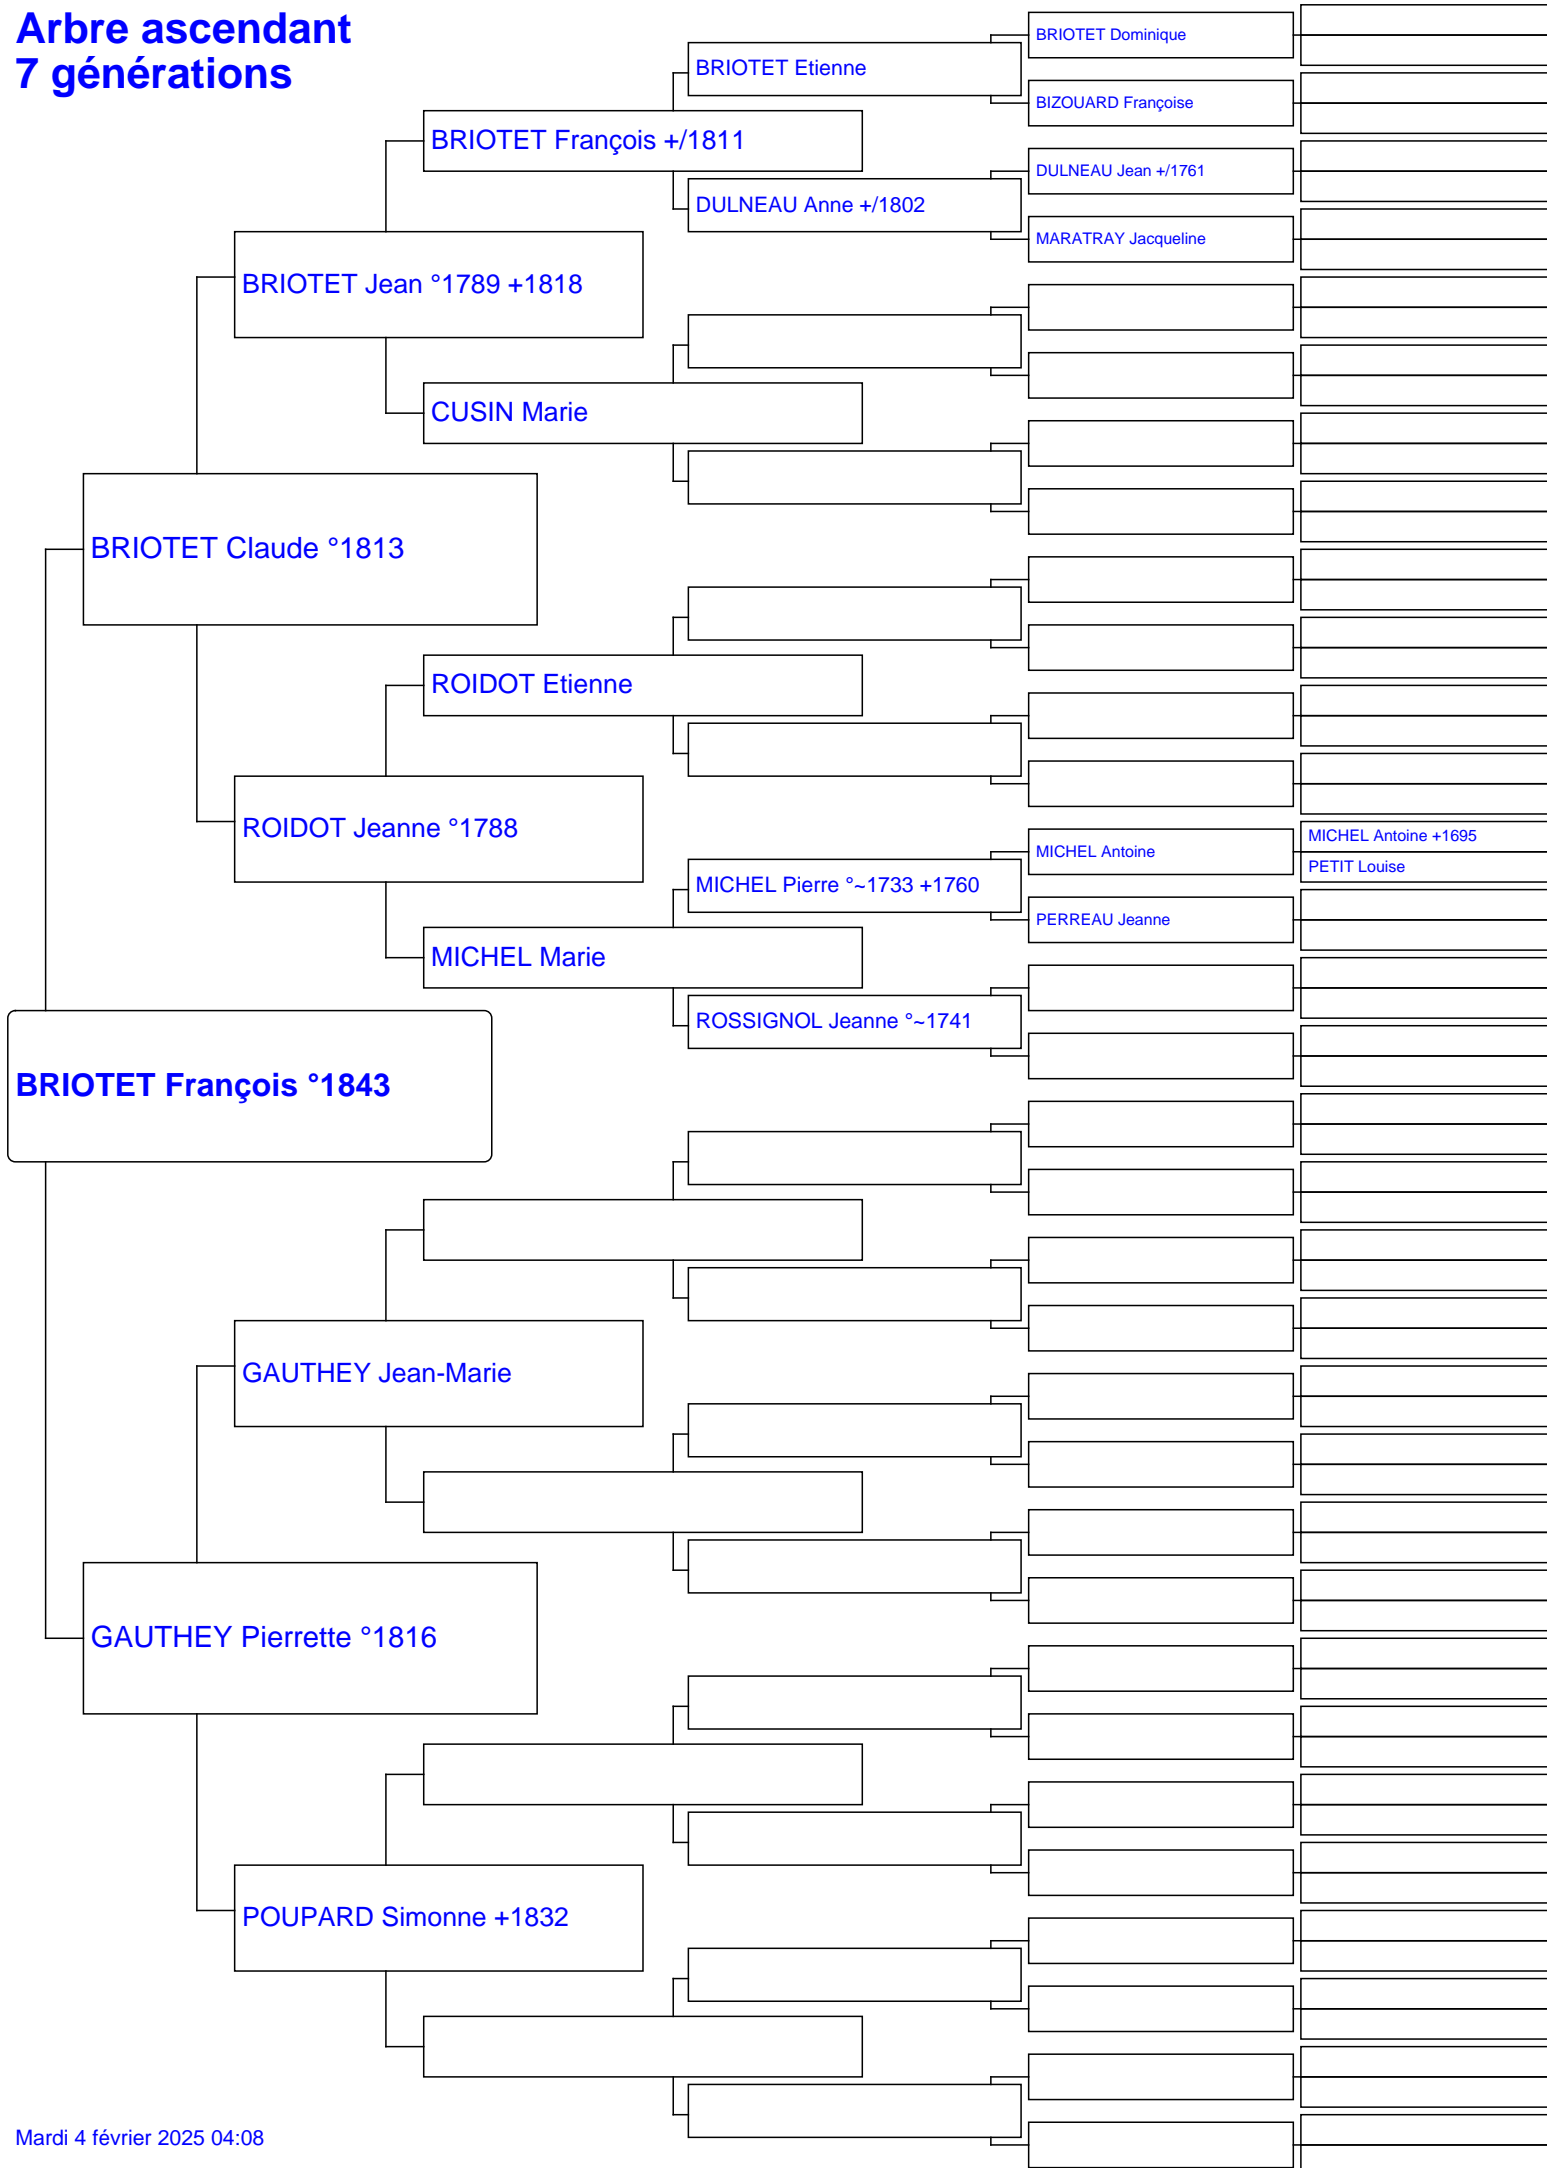 Arbre ascendant
7 générations
BRIOTET Dominique
BRIOTET Etienne
BIZOUARD Françoise
BRIOTET François +/1811
DULNEAU Jean +/1761
DULNEAU Anne +/1802
MARATRAY Jacqueline
BRIOTET Jean °1789 +1818
CUSIN Marie
BRIOTET Claude °1813
ROIDOT Etienne
ROIDOT Jeanne °1788
MICHEL Antoine +1695
MICHEL Antoine
PETIT Louise
MICHEL Pierre °~1733 +1760
PERREAU Jeanne
MICHEL Marie
ROSSIGNOL Jeanne °~1741
BRIOTET François °1843
GAUTHEY Jean-Marie
GAUTHEY Pierrette °1816
POUPARD Simonne +1832
Mardi 4 février 2025 04:08